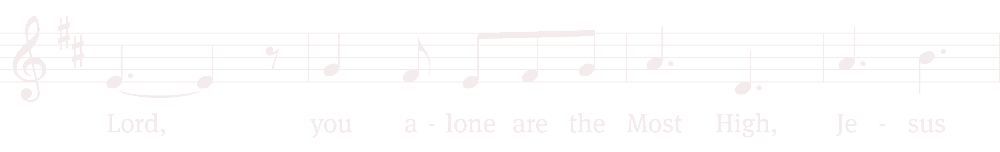 Lord, you a - lone are the Most High, Je - sus